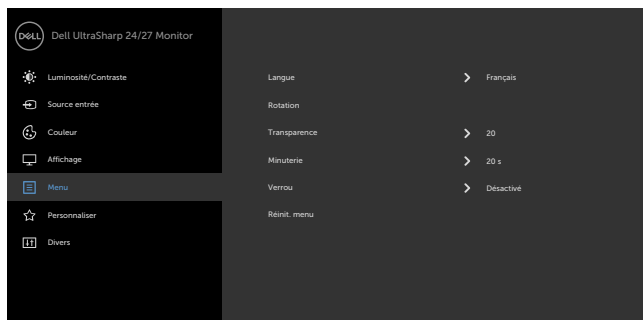 DELL Dell UltraSharp 24/27 Monitor
Luminosité/Contraste
Source entrée
Couleur
Affichage
Menu
Personnaliser
Divers
Langue Français
Rotation
Transparence 20
Minuterie 20 s
Verrou Désactivé
Réinit. menu